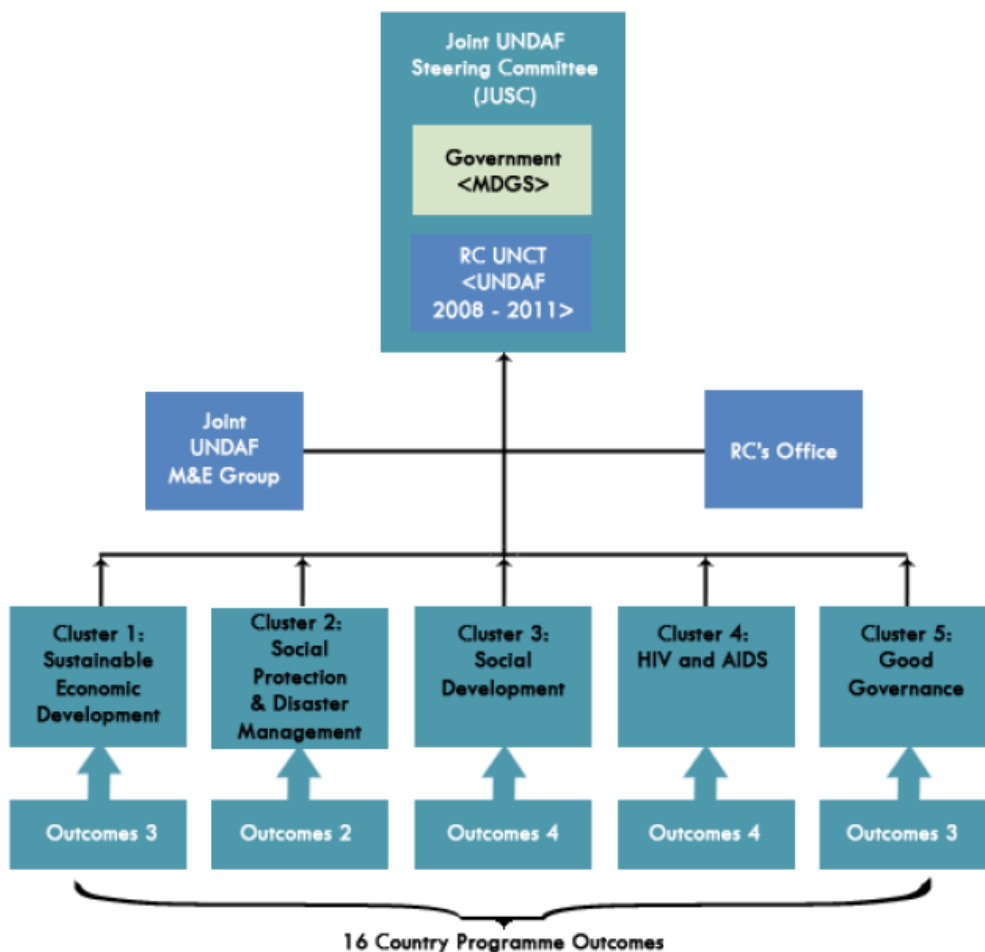 Joint UNDAF
Steering Committee
(JUSC)
Government
<MDGS>
RC UNCT
<UNDAF
2008 - 2011>
Joint
UNDAF
M&E Group
RC's Office
Cluster 1:
Sustainable
Economic
Development
Cluster 2:
Social
Protection
& Disaster
Management
Cluster 3:
Social
Development
Cluster 4:
HIV and AIDS
Cluster 5:
Good
Governance
Outcomes 3
Outcomes 2
Outcomes 4
Outcomes 4
Outcomes 3
16 Country Programme Outcomes